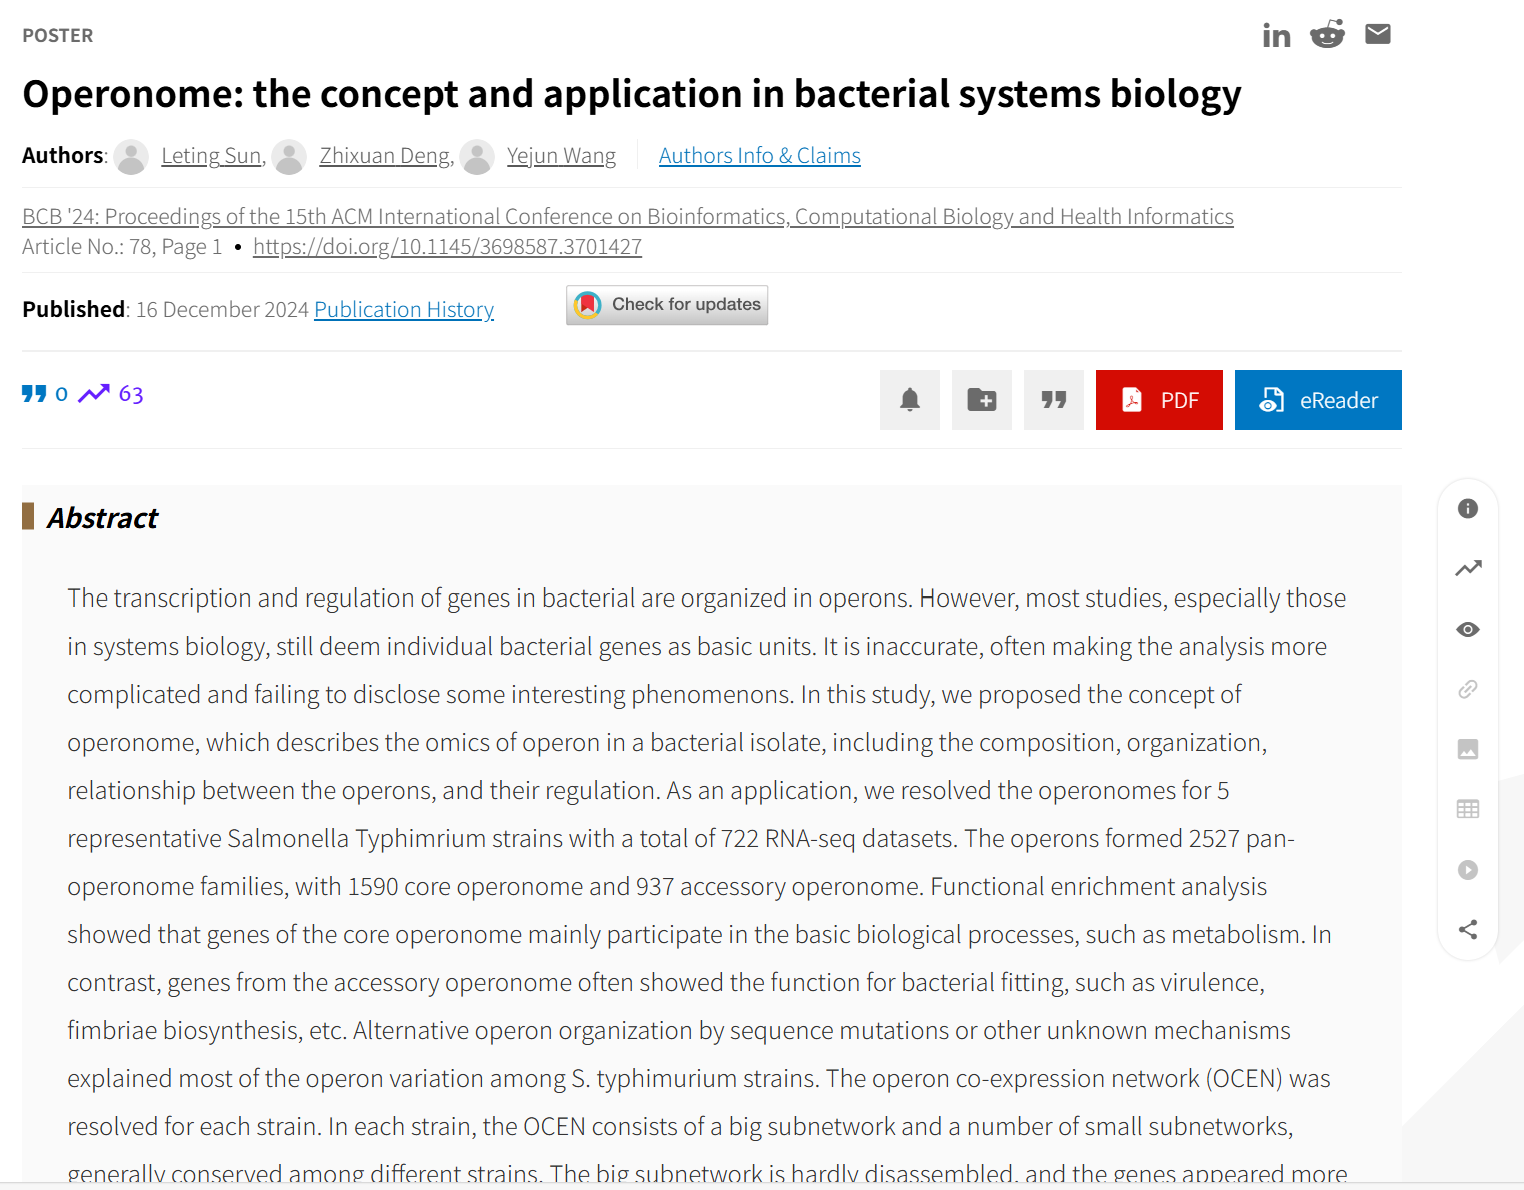 POSTER
Operonome: the concept and application in bacterial systems biology
Authors: Leting Sun, Zhixuan Deng, Yejun Wang Authors Info & Claims
BCB '24: Proceedings of the 15th ACM International Conference on Bioinformatics, Computational Biology and Health Informatics
Article No.: 78, Page 1 • https://doi.org/10.1145/3698587.3701427
Published: 16 December 2024 Publication History Check for updates
0 63 PDF eReader
Abstract
The transcription and regulation of genes in bacterial are organized in operons. However, most studies, especially those
in systems biology, still deem individual bacterial genes as basic units. It is inaccurate, often making the analysis more
complicated and failing to disclose some interesting phenomenons. In this study, we proposed the concept of
operonome, which describes the omics of operon in a bacterial isolate, including the composition, organization,
relationship between the operons, and their regulation. As an application, we resolved the operonomes for 5
representative Salmonella Typhimrium strains with a total of 722 RNA-seq datasets. The operons formed 2527 pan-
operonome families, with 1590 core operonome and 937 accessory operonome. Functional enrichment analysis
showed that genes of the core operonome mainly participate in the basic biological processes, such as metabolism. In
contrast, genes from the accessory operonome often showed the function for bacterial fitting, such as virulence,
fimbriae biosynthesis, etc. Alternative operon organization by sequence mutations or other unknown mechanisms
explained most of the operon variation among S. typhimurium strains. The operon co-expression network (OCEN) was
resolved for each strain. In each strain, the OCEN consists of a big subnetwork and a number of small subnetworks,
generally conserved among different strains. The big subnetwork is hardly disassembled, and the genes appeared more